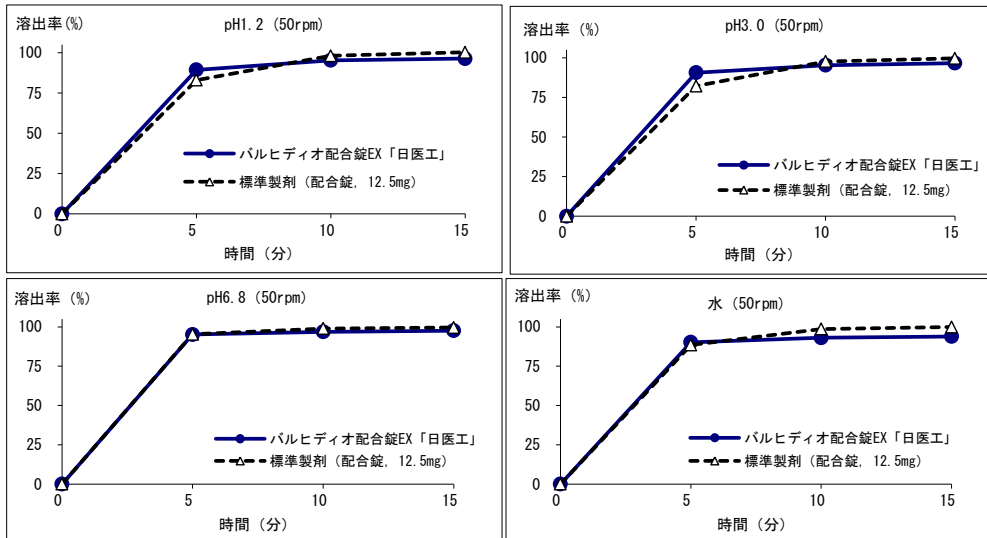 溶出率(%)
pH1.2 (50rpm)
100
75
50
25
0
バルヒディオ配合錠EX「日医工」
標準製剤(配合錠, 12.5mg)
0 5 10 15
時間(分)
溶出率(%)
pH3.0 (50rpm)
100
75
50
25
0
バルヒディオ配合錠EX「日医工」
標準製剤(配合錠, 12.5mg)
0 5 10 15
時間(分)
溶出率(%)
pH6.8 (50rpm)
100
75
50
25
0
バルヒディオ配合錠EX「日医工」
標準製剤(配合錠, 12.5mg)
0 5 10 15
時間(分)
溶出率(%)
水 (50rpm)
100
75
50
25
0
バルヒディオ配合錠EX「日医工」
標準製剤(配合錠, 12.5mg)
0 5 10 15
時間(分)